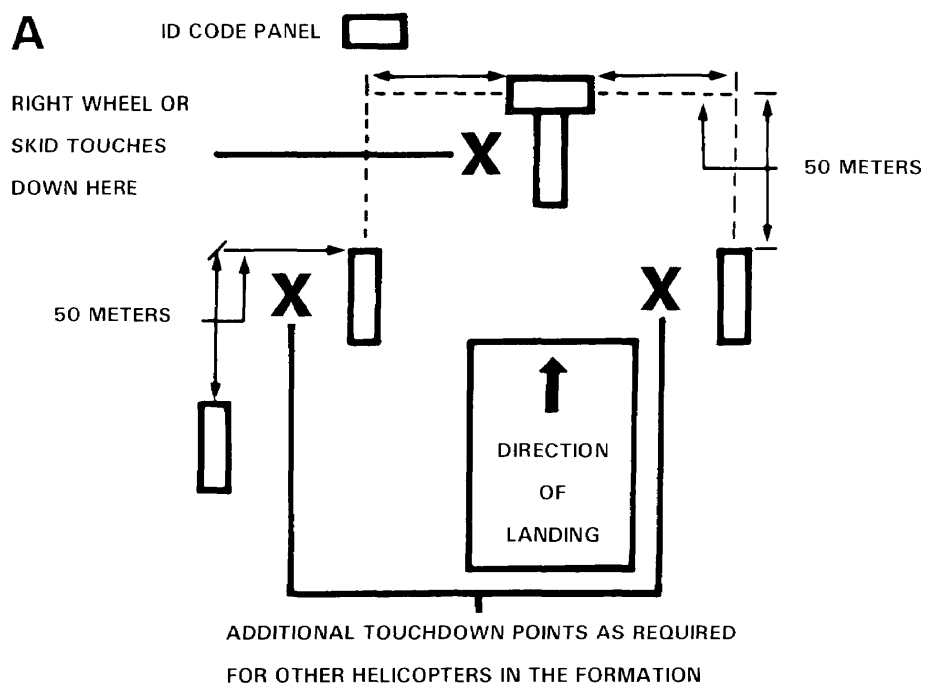 A
ID CODE PANEL
RIGHT WHEEL OR
SKID TOUCHES
DOWN HERE
X
50 METERS
X
X
50 METERS
DIRECTION
OF
LANDING
ADDITIONAL TOUCHDOWN POINTS AS REQUIRED
FOR OTHER HELICOPTERS IN THE FORMATION